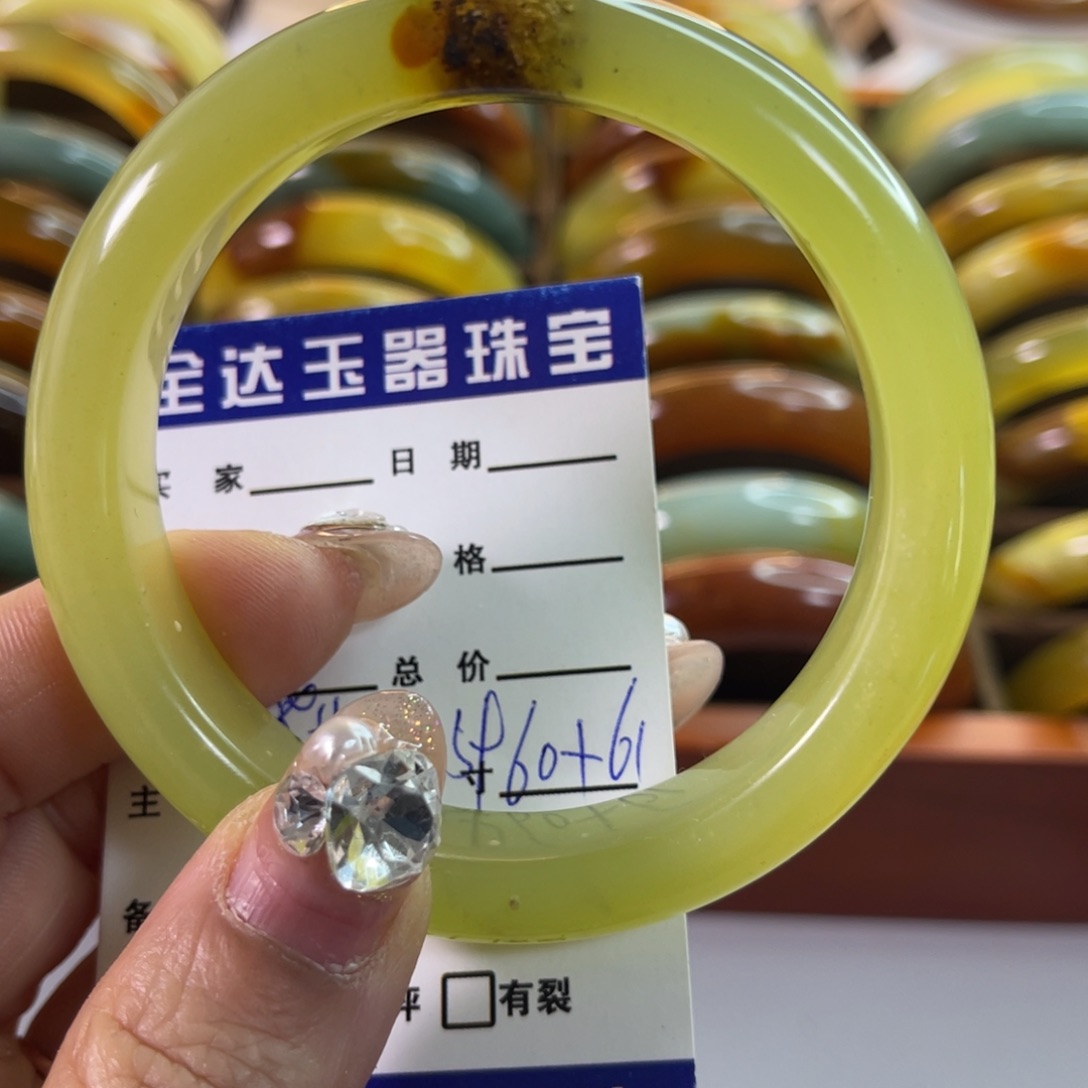 全达玉器珠宝
买 家 日 期
格
总 价
寸 60+61
主
备
有裂